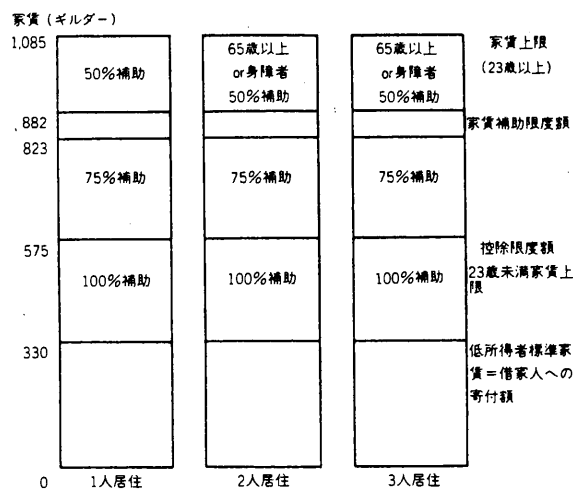 家賃(ギルダー)
1,085
882
823
575
330
0
50%補助
75%補助
100%補助
1人居住
65歳以上
or身障者
50%補助
75%補助
100%補助
2人居住
65歳以上
or身障者
50%補助
75%補助
100%補助
3人居住
家賃上限
(23歳以上)
家賃補助限度額
控除限度額
23歳未満家賃上
限
低所得者標準家
賃=借家人への
寄付額